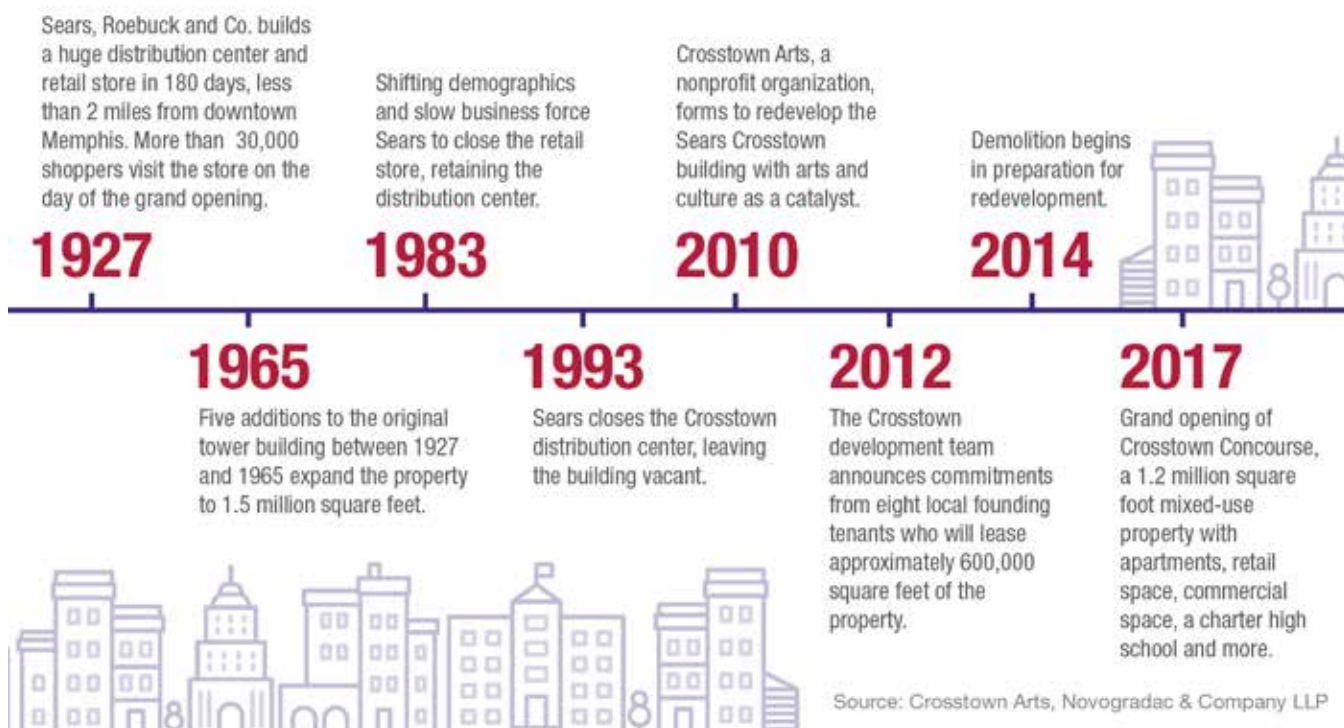 Sears, Roebuck and Co. builds
a huge distribution center and
retail store in 180 days, less
than 2 miles from downtown
Memphis. More than 30,000
shoppers visit the store on the
day of the grand opening.
1927
Shifting demographics
and slow business force
Sears to close the retail
store, retaining the
distribution center.
1983
Crosstown Arts, a
nonprofit organization,
forms to redevelop the
Sears Crosstown
building with arts and
culture as a catalyst.
2010
Demolition begins
in preparation for
redevelopment.
2014
1965
Five additions to the original
tower building between 1927
and 1965 expand the property
to 1.5 million square feet.
1993
Sears closes the Crosstown
distribution center, leaving
the building vacant.
2012
The Crosstown
development team
announces commitments
from eight local founding
tenants who will lease
approximately 600,000
square feet of the
property.
2017
Grand opening of
Crosstown Concourse,
a 1.2 million square
foot mixed-use
property with
apartments, retail
space, commercial
space, a charter high
school and more.
Source: Crosstown Arts, Novogradac & Company LLP